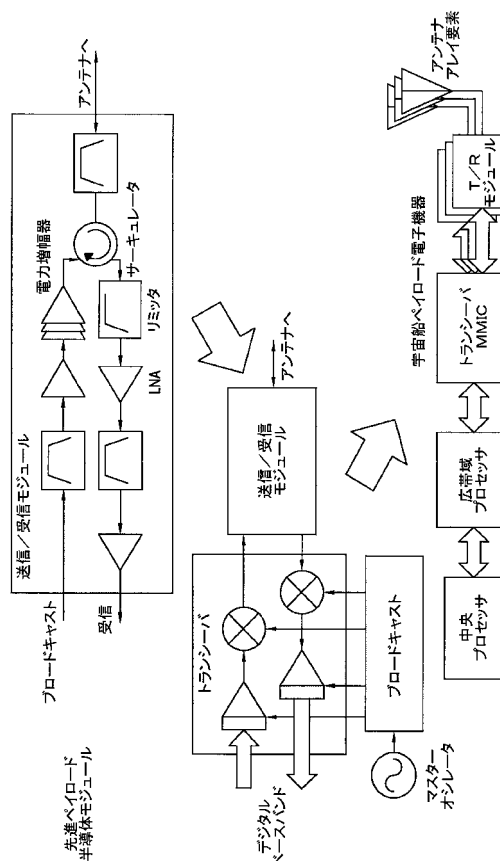 先進ペイロード
半導体モジュール
送信／受信モジュール
ブロードキャスト
受信
電力増幅器
サーキュレータ
リミッタ
LNA
アンテナへ
トランシーバ
デジタル
ベースバンド
送信／受信
モジュール
アンテナへ
ブロードキャスト
マスター
オシレータ
宇宙船ペイロード電子機器
中央
プロセッサ
広帯域
プロセッサ
トランシーバ
MMIC
T／R
モジュール
アンテナ
アレイ要素